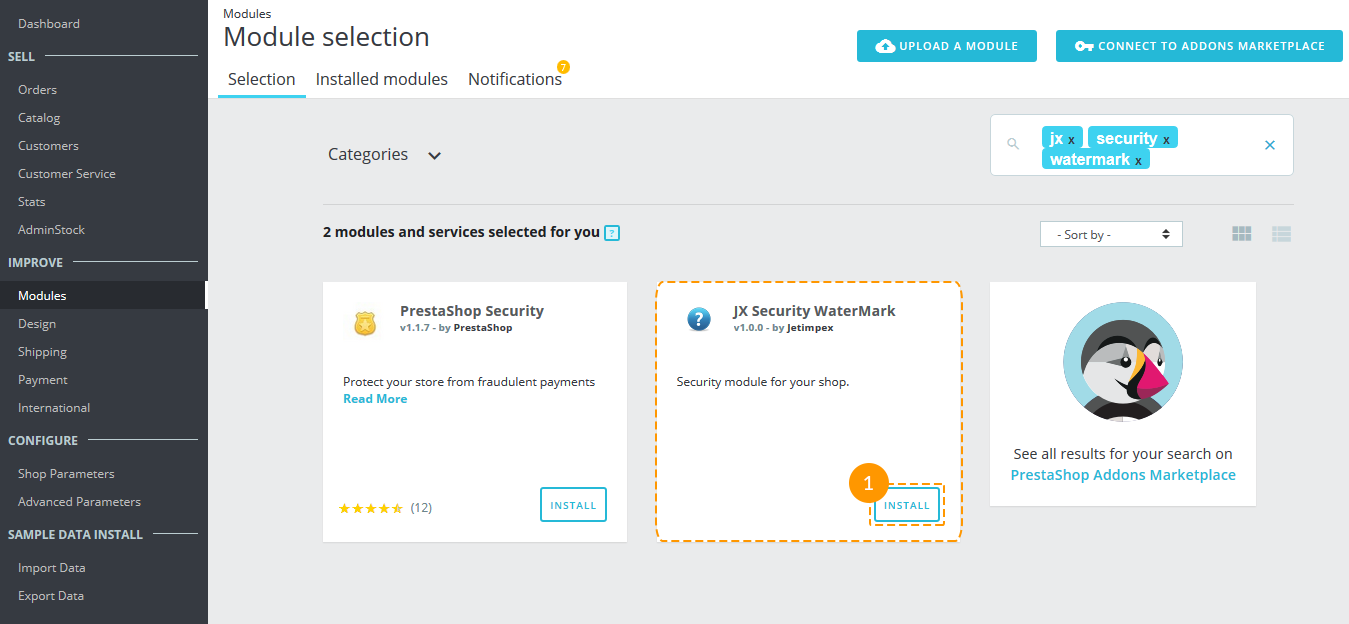 Dashboard
SELL
Orders
Catalog
Customers
Customer Service
Stats
AdminStock
IMPROVE
Modules
Design
Shipping
Payment
International
CONFIGURE
Shop Parameters
Advanced Parameters
SAMPLE DATA INSTALL
Import Data
Export Data
Modules
Module selection
UPLOAD A MODULE
CONNECT TO ADDONS MARKETPLACE
Selection
Installed modules
Notifications
7
Categories
jx x security x
watermark x
×
2 modules and services selected for you ?
- Sort by -
PrestaShop Security
v1.1.7 - by PrestaShop
Protect your store from fraudulent payments
Read More
(12)
INSTALL
?
JX Security WaterMark
v1.0.0 - by Jetimpex
Security module for your shop.
1
INSTALL
See all results for your search on
PrestaShop Addons Marketplace